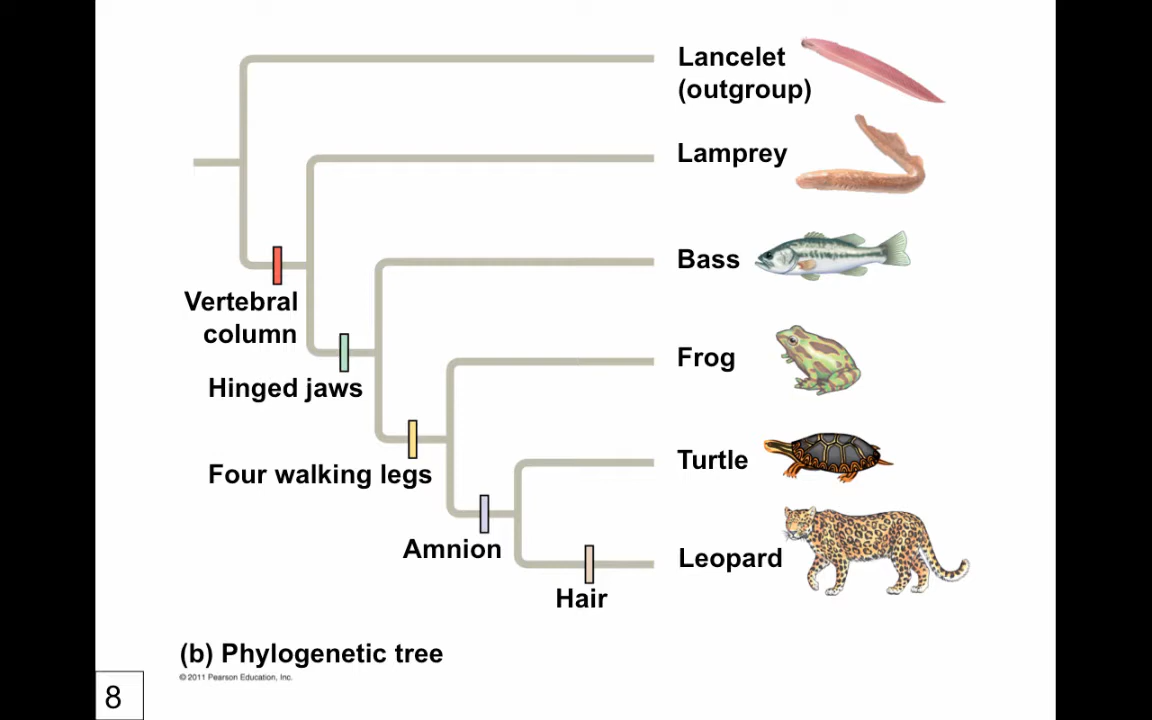 Lancelet
(outgroup)
Lamprey
Bass
Vertebral
column
Frog
Hinged jaws
Turtle
Four walking legs
Amnion
Leopard
Hair
(b) Phylogenetic tree
© 2011 Pearson Education, Inc.
8